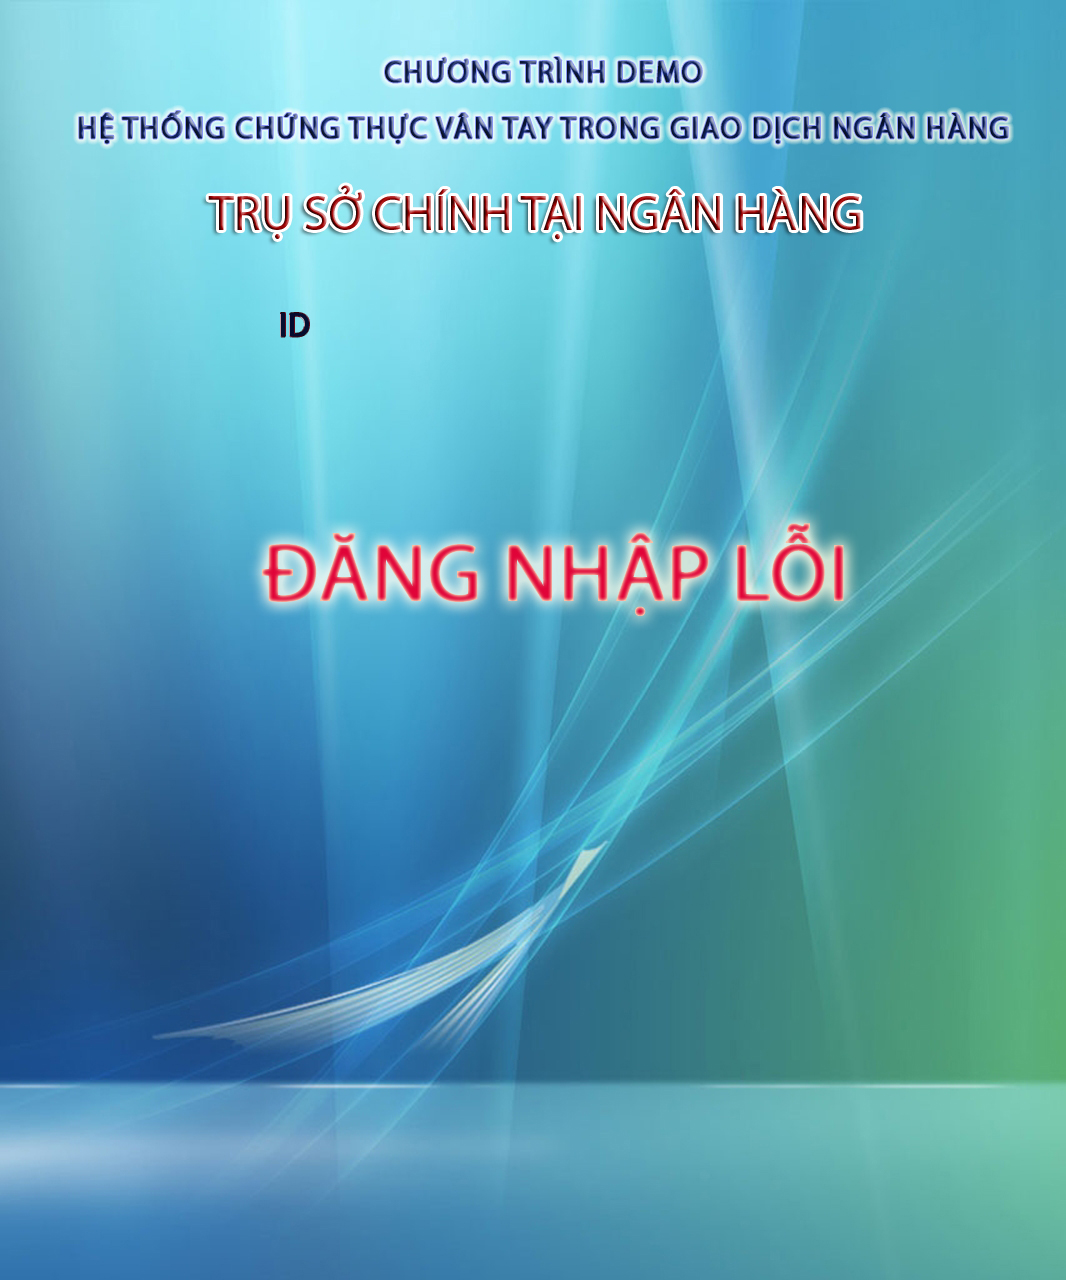 CHƯƠNG TRÌNH DEMO
HỆ THỐNG CHỨNG THỰC VÂN TAY TRONG GIAO DỊCH NGÂN HÀNG
TRỤ SỞ CHÍNH TẠI NGÂN HÀNG
ID
ĐĂNG NHẬP LỖI